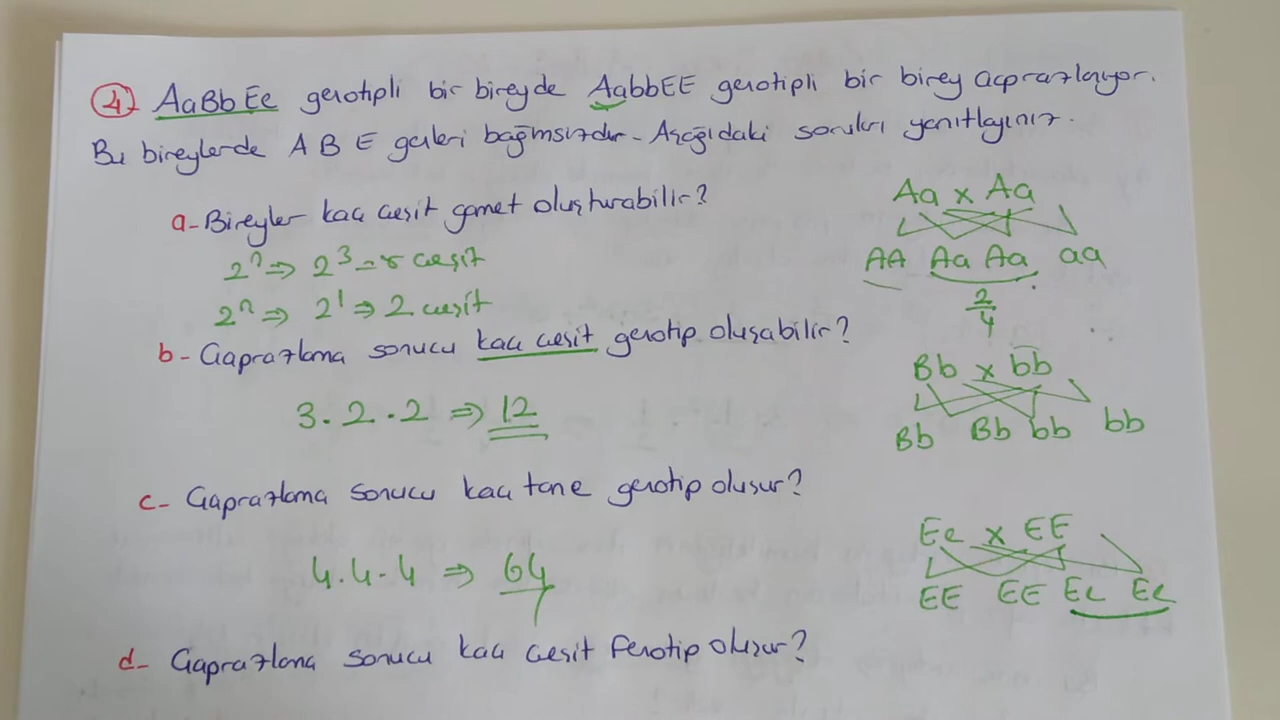 4- AaBbEe genotipli bir bireyde AabbEE genotipli bir birey çaprazlanıyor.
Bu bireylerde A B E genleri bağımsızdır. Aşağıdaki soruları yanıtlayınız.
a- Bireyler kaç çeşit gamet oluşturabilir?
2ⁿ ⇒ 2³ = 8 çeşit
2ⁿ ⇒ 2¹ ⇒ 2 çeşit
b- Çaprazlama sonucu kaç çeşit genotip oluşabilir?
3.2.2 ⇒ 12
c- Çaprazlama sonucu kaç tane genotip oluşur?
4.4.4 ⇒ 64
d- Çaprazlama sonucu kaç çeşit fenotip oluşur?
Aa x Aa
AA Aa Aa aa
2/4
Bb x bb
Bb Bb bb bb
Ee x EE
EE EE Ee Ee